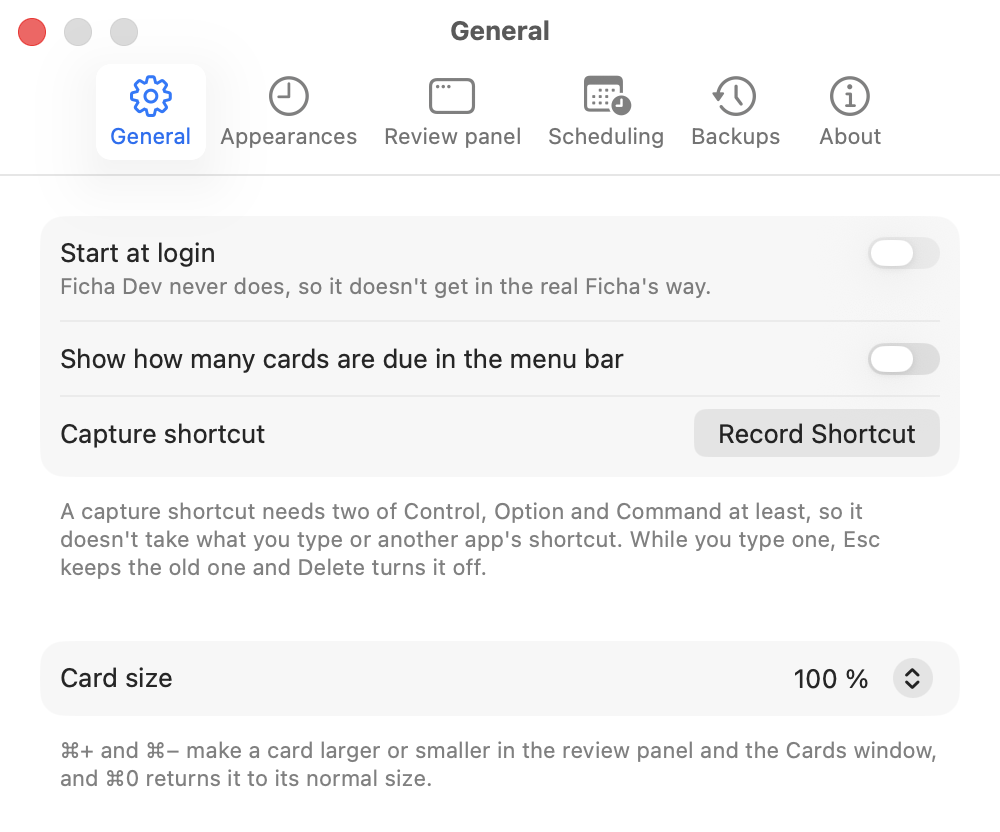 General
General
Appearances
Review panel
Scheduling
Backups
About
Start at login
Ficha Dev never does, so it doesn't get in the real Ficha's way.
Show how many cards are due in the menu bar
Capture shortcut
Record Shortcut
A capture shortcut needs two of Control, Option and Command at least, so it
doesn't take what you type or another app's shortcut. While you type one, Esc
keeps the old one and Delete turns it off.
Card size
100 %
⌘+ and ⌘− make a card larger or smaller in the review panel and the Cards window,
and ⌘0 returns it to its normal size.